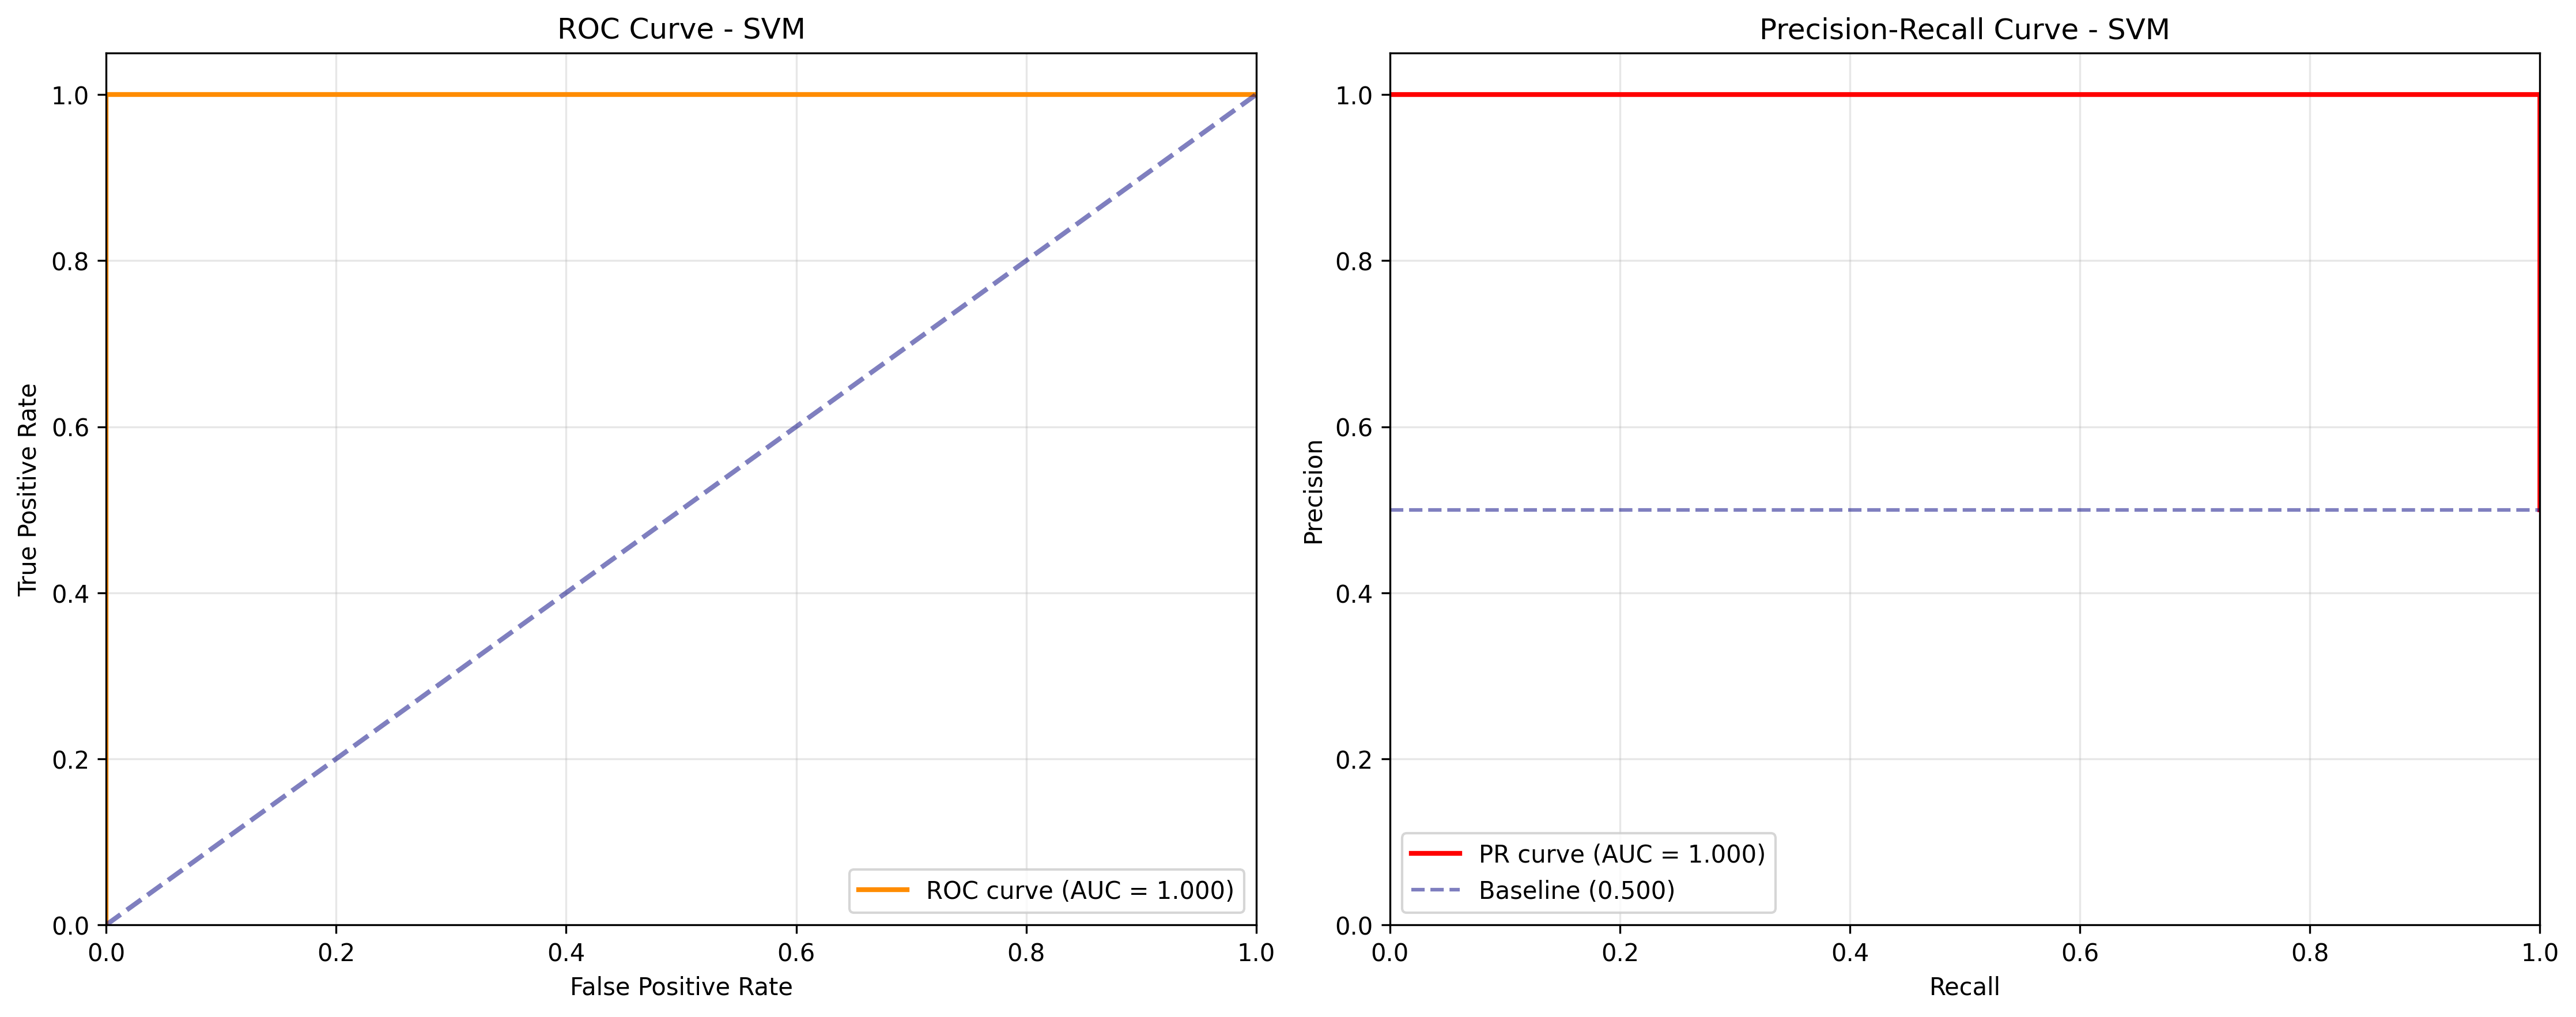 ROC Curve - SVM
1.0
0.8
0.6
0.4
0.2
0.0
True Positive Rate
ROC curve (AUC = 1.000)
0.0 0.2 0.4 0.6 0.8 1.0
False Positive Rate
Precision-Recall Curve - SVM
1.0
0.8
0.6
0.4
0.2
0.0
Precision
PR curve (AUC = 1.000)
Baseline (0.500)
0.0 0.2 0.4 0.6 0.8 1.0
Recall